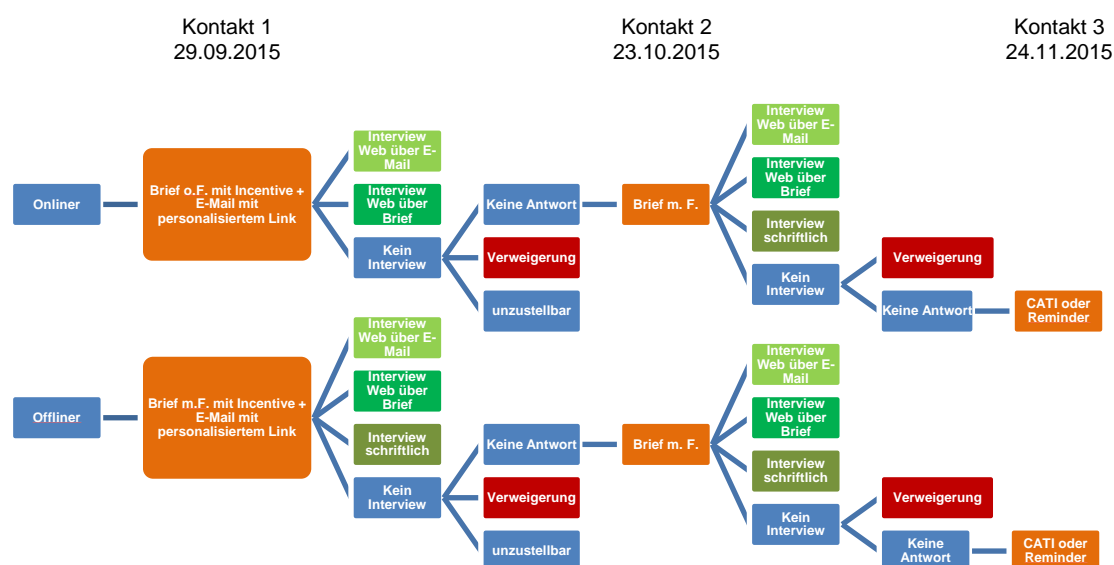 Kontakt 1
29.09.2015
Kontakt 2
23.10.2015
Kontakt 3
24.11.2015
Onliner
Brief o.F. mit Incentive +
E-Mail mit
personalisiertem Link
Interview
Web über E-
Mail
Interview
Web über
Brief
Kein
Interview
Keine Antwort
Verweigerung
unzustellbar
Brief m. F.
Interview
Web über E-
Mail
Interview
Web über
Brief
Interview
schriftlich
Kein
Interview
Verweigerung
Keine Antwort
CATI oder
Reminder
Offliner
Brief m.F. mit Incentive +
E-Mail mit
personalisiertem Link
Interview
Web über E-
Mail
Interview
Web über
Brief
Interview
schriftlich
Kein
Interview
Keine Antwort
Verweigerung
unzustellbar
Brief m. F.
Interview
Web über E-
Mail
Interview
Web über
Brief
Interview
schriftlich
Kein
Interview
Verweigerung
Keine
Antwort
CATI oder
Reminder